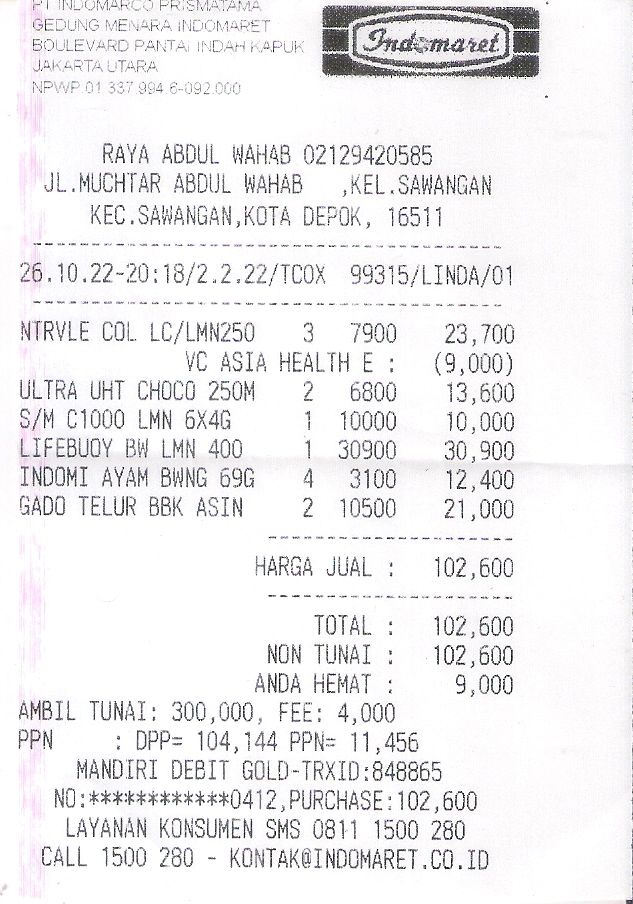 PT INDOMARCO PRISMATAMA
GEDUNG MENARA INDOMARET
BOULEVARD PANTAI INDAH KAPUK
JAKARTA UTARA
NPWP 01 337.994 6-092.000
Indomaret
RAYA ABDUL WAHAB 02129420585
JL.MUCHTAR ABDUL WAHAB ,KEL.SAWANGAN
KEC.SAWANGAN,KOTA DEPOK, 16511
26.10.22-20:18/2.2.22/TCOX 99315/LINDA/01
NTRVLE COL LC/LMN250 3 7900 23,700
VC ASIA HEALTH E : (9,000)
ULTRA UHT CHOCO 250M 2 6800 13,600
S/M C1000 LMN 6X4G 1 10000 10,000
LIFEBUOY BW LMN 400 1 30900 30,900
INDOMI AYAM BWNG 69G 4 3100 12,400
GADO TELUR BBK ASIN 2 10500 21,000
HARGA JUAL : 102,600
TOTAL : 102,600
NON TUNAI : 102,600
ANDA HEMAT : 9,000
AMBIL TUNAI: 300,000, FEE: 4,000
PPN : DPP= 104,144 PPN= 11,456
MANDIRI DEBIT GOLD-TRXID:848865
NO:************0412,PURCHASE:102,600
LAYANAN KONSUMEN SMS 0811 1500 280
CALL 1500 280 - KONTAK@INDOMARET.CO.ID